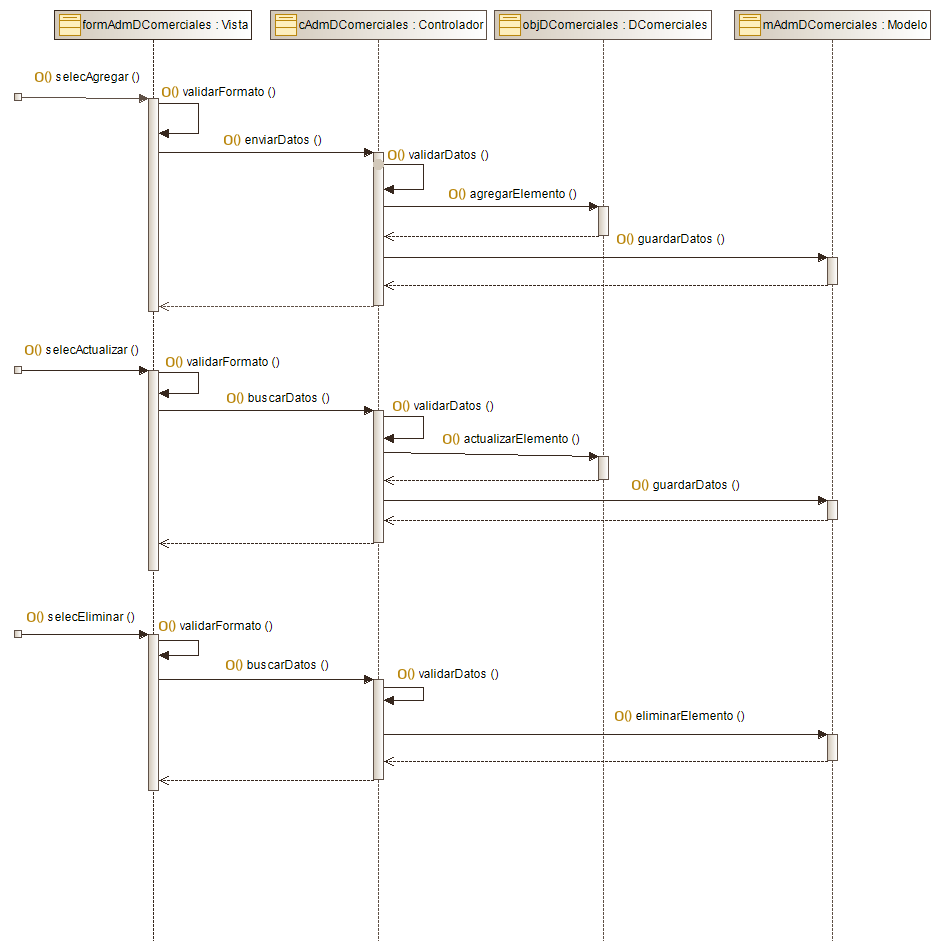 formAdmDComerciales : Vista
cAdmDComerciales : Controlador
objDComerciales : DComerciales
mAdmDComerciales : Modelo
O() selecAgregar ()
O() validarFormato ()
O() enviarDatos ()
O() validarDatos ()
O() agregarElemento ()
O() guardarDatos ()
O() selecActualizar ()
O() validarFormato ()
O() buscarDatos ()
O() validarDatos ()
O() actualizarElemento ()
O() guardarDatos ()
O() selecEliminar ()
O() validarFormato ()
O() buscarDatos ()
O() validarDatos ()
O() eliminarElemento ()